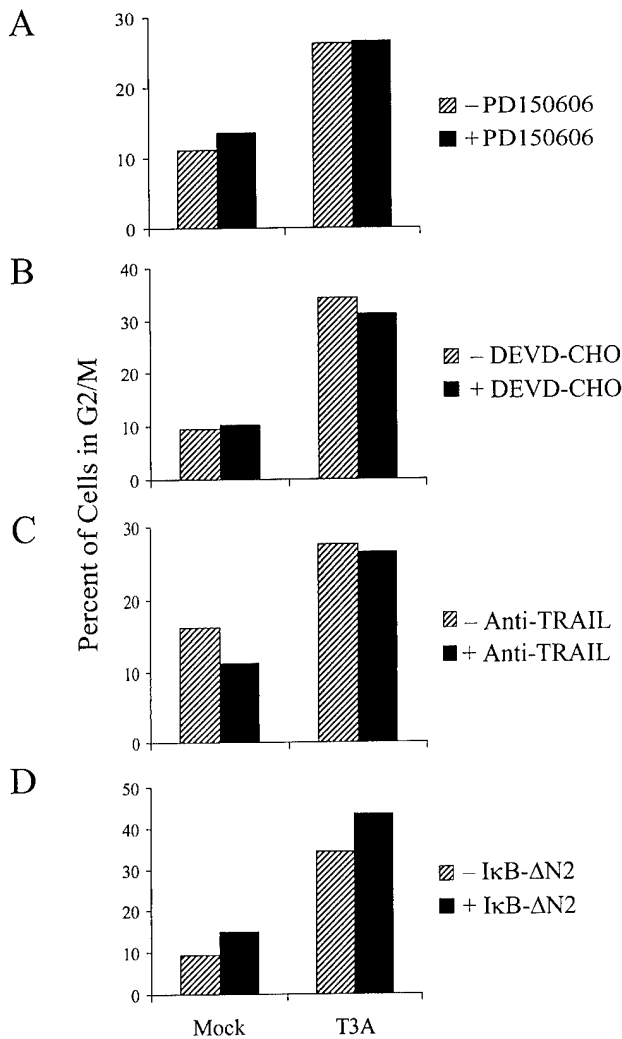 A
30
20
10
0
– PD150606
+ PD150606
B
40
30
20
10
0
– DEVD-CHO
+ DEVD-CHO
Percent of Cells in G2/M
C
30
20
10
0
– Anti-TRAIL
+ Anti-TRAIL
D
50
40
30
20
10
0
– IκB-ΔN2
+ IκB-ΔN2
Mock T3A